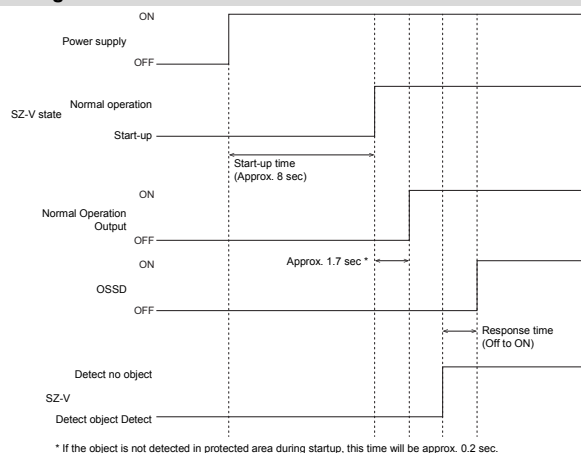 ON
Power supply
OFF
Normal operation
SZ-V state
Start-up
Start-up time
(Approx. 8 sec)
ON
Normal Operation
Output
OFF
ON
Approx. 1.7 sec *
OSSD
OFF
Response time
(Off to ON)
Detect no object
SZ-V
Detect object Detect
* If the object is not detected in protected area during startup, this time will be approx. 0.2 sec.